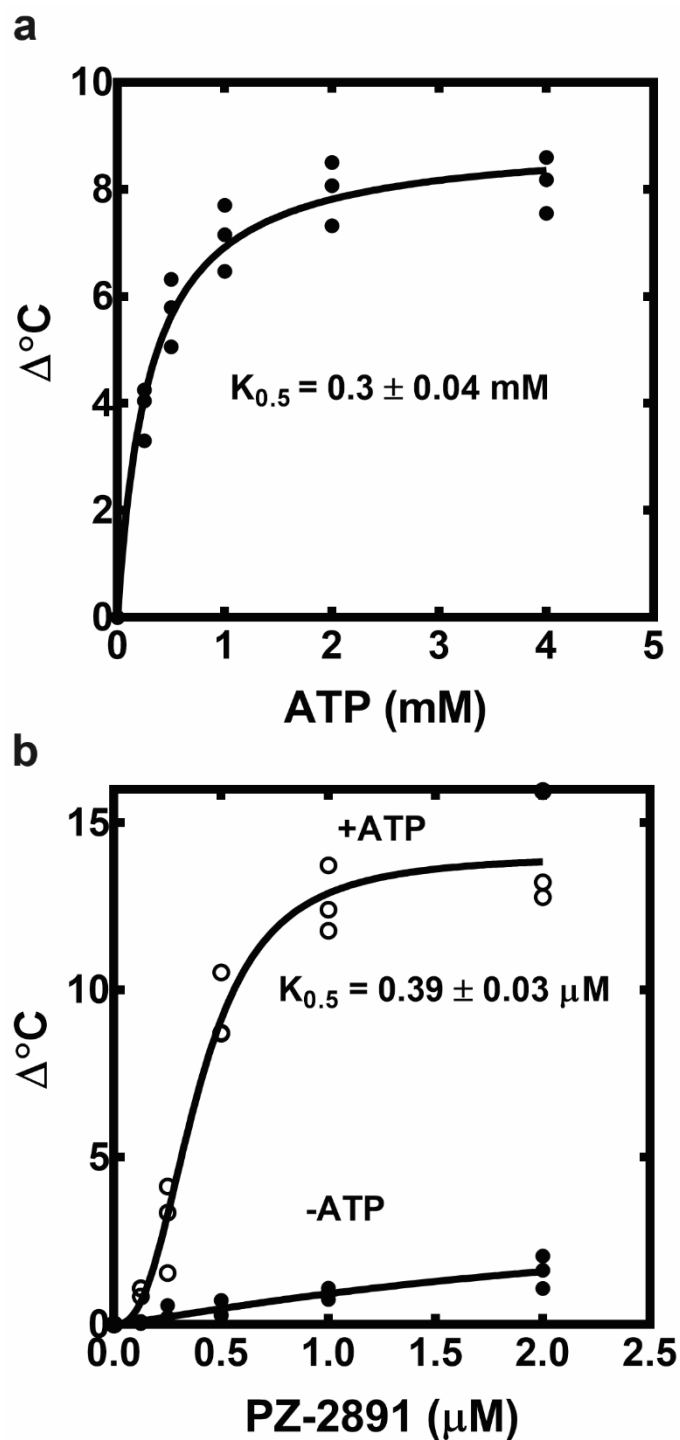 a
10
8
6
4
2
0
Δ°C
K0.5 = 0.3 ± 0.04 mM
0 1 2 3 4 5
ATP (mM)
b
15
10
5
0
Δ°C
+ATP
K0.5 = 0.39 ± 0.03 μM
-ATP
0.0 0.5 1.0 1.5 2.0 2.5
PZ-2891 (μM)